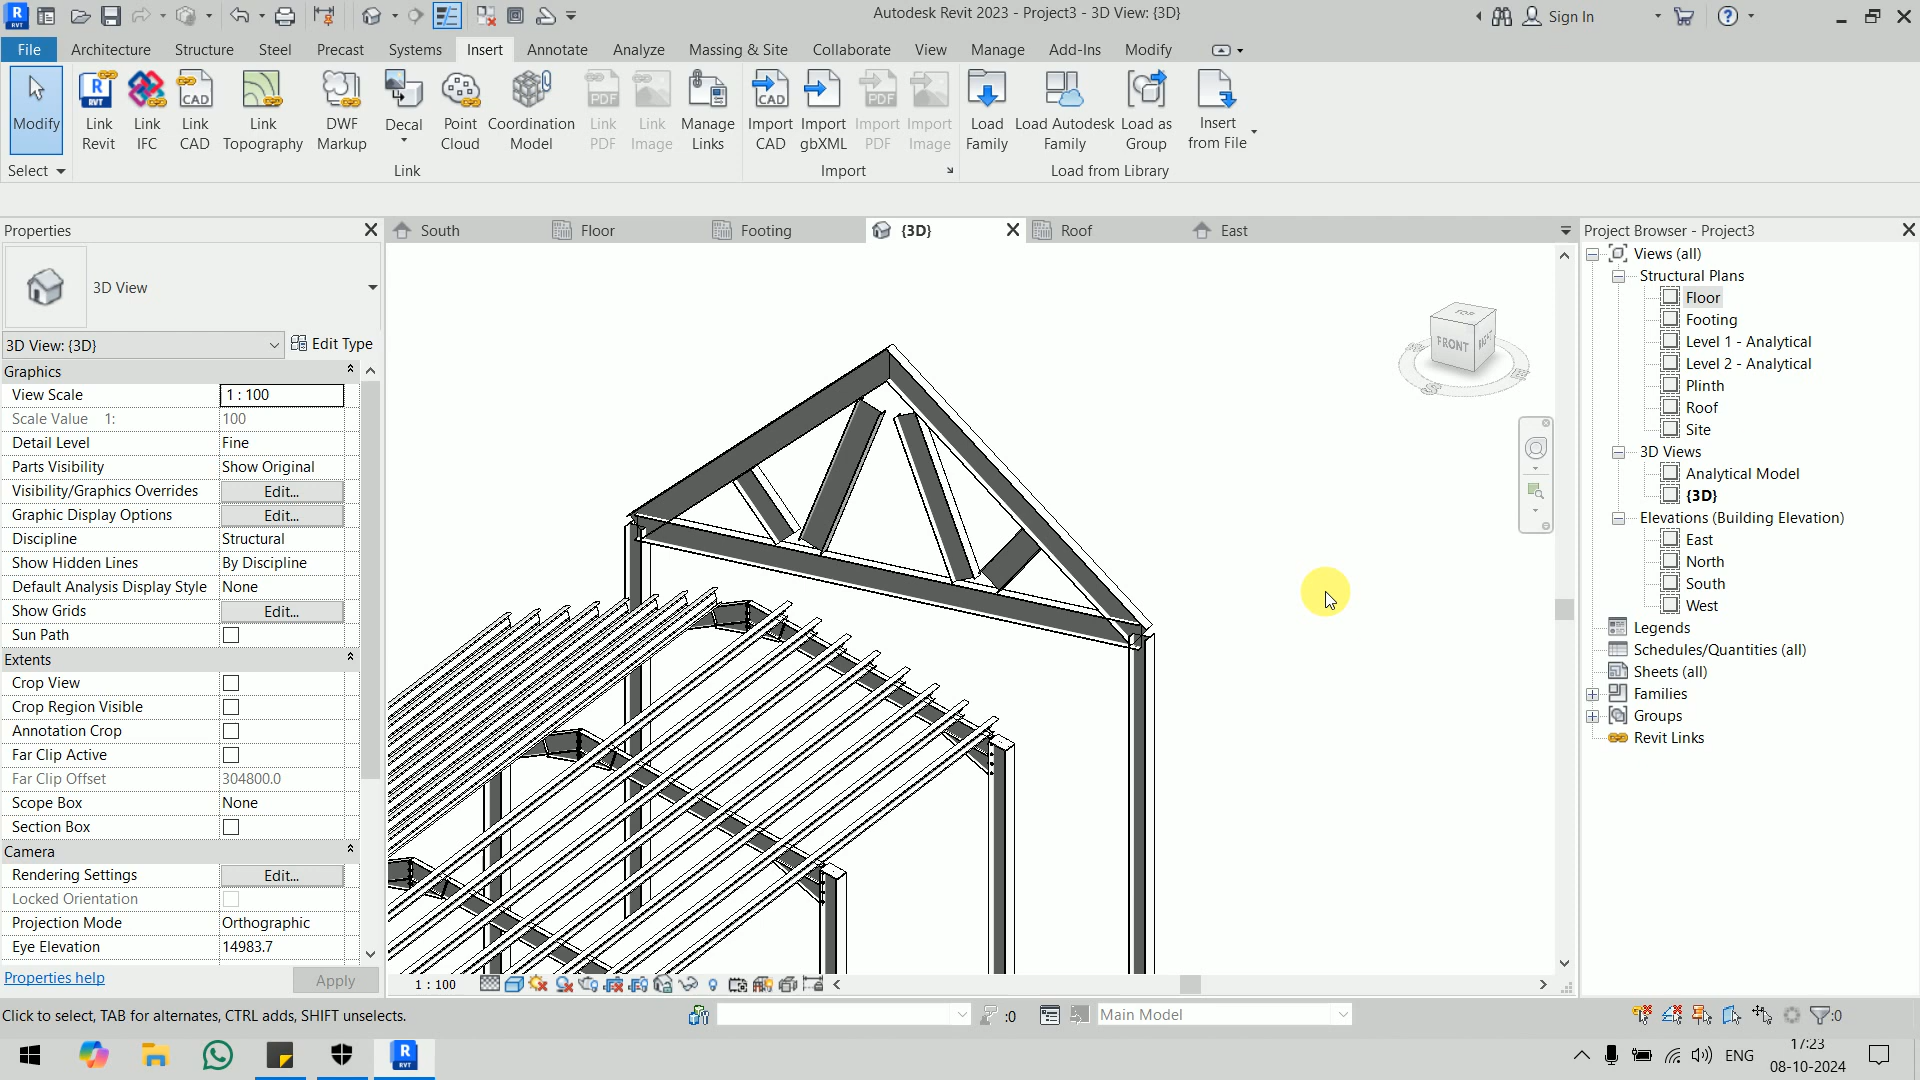 Autodesk Revit 2023 - Project3 - 3D View: {3D}
Sign In
File Architecture Structure Steel Precast Systems Insert Annotate Analyze Massing & Site Collaborate View Manage Add-Ins Modify
Modify
Link Revit
Link IFC
Link CAD
Link Topography
DWF Markup
Decal
Point Cloud
Coordination Model
Link PDF
Link Image
Manage Links
Import CAD
Import gbXML
Import PDF
Import Image
Load Family
Load Autodesk Family
Load as Group
Insert from File
Select Link Import Load from Library
Properties
3D View
3D View: {3D} Edit Type
Graphics
View Scale 1 : 100
Scale Value 1: 100
Detail Level Fine
Parts Visibility Show Original
Visibility/Graphics Overrides Edit...
Graphic Display Options Edit...
Discipline Structural
Show Hidden Lines By Discipline
Default Analysis Display Style None
Show Grids Edit...
Sun Path
Extents
Crop View
Crop Region Visible
Annotation Crop
Far Clip Active
Far Clip Offset 304800.0
Scope Box None
Section Box
Camera
Rendering Settings Edit...
Locked Orientation
Projection Mode Orthographic
Eye Elevation 14983.7
Properties help Apply
South Floor Footing {3D} Roof East
TOP
FRONT
RIGHT
S
1 : 100
Project Browser - Project3
Views (all)
Structural Plans
Floor
Footing
Level 1 - Analytical
Level 2 - Analytical
Plinth
Roof
Site
3D Views
Analytical Model
{3D}
Elevations (Building Elevation)
East
North
South
West
Legends
Schedules/Quantities (all)
Sheets (all)
Families
Groups
Revit Links
Click to select, TAB for alternates, CTRL adds, SHIFT unselects.
:0
Main Model
:0
ENG
17:23
08-10-2024